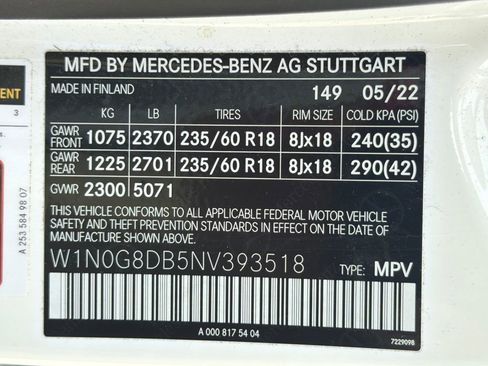 MFD BY MERCEDES-BENZ AG STUTTGART
MADE IN FINLAND 149 05/22
KG LB TIRES RIM SIZE COLD KPA(PSI)
GAWR FRONT 1075 2370 235/60 R18 8Jx18 240(35)
GAWR REAR 1225 2701 235/60 R18 8Jx18 290(42)
GVWR 2300 5071
THIS VEHICLE CONFORMS TO ALL APPLICABLE FEDERAL MOTOR VEHICLE
SAFETY AND THEFT PREVENTION STANDARDS IN EFFECT ON THE DATE
OF MANUFACTURE SHOWN ABOVE.
W1N0G8DB5NV393518 TYPE: MPV
A 000 817 54 04
7229098
3
A 253 584 98 07